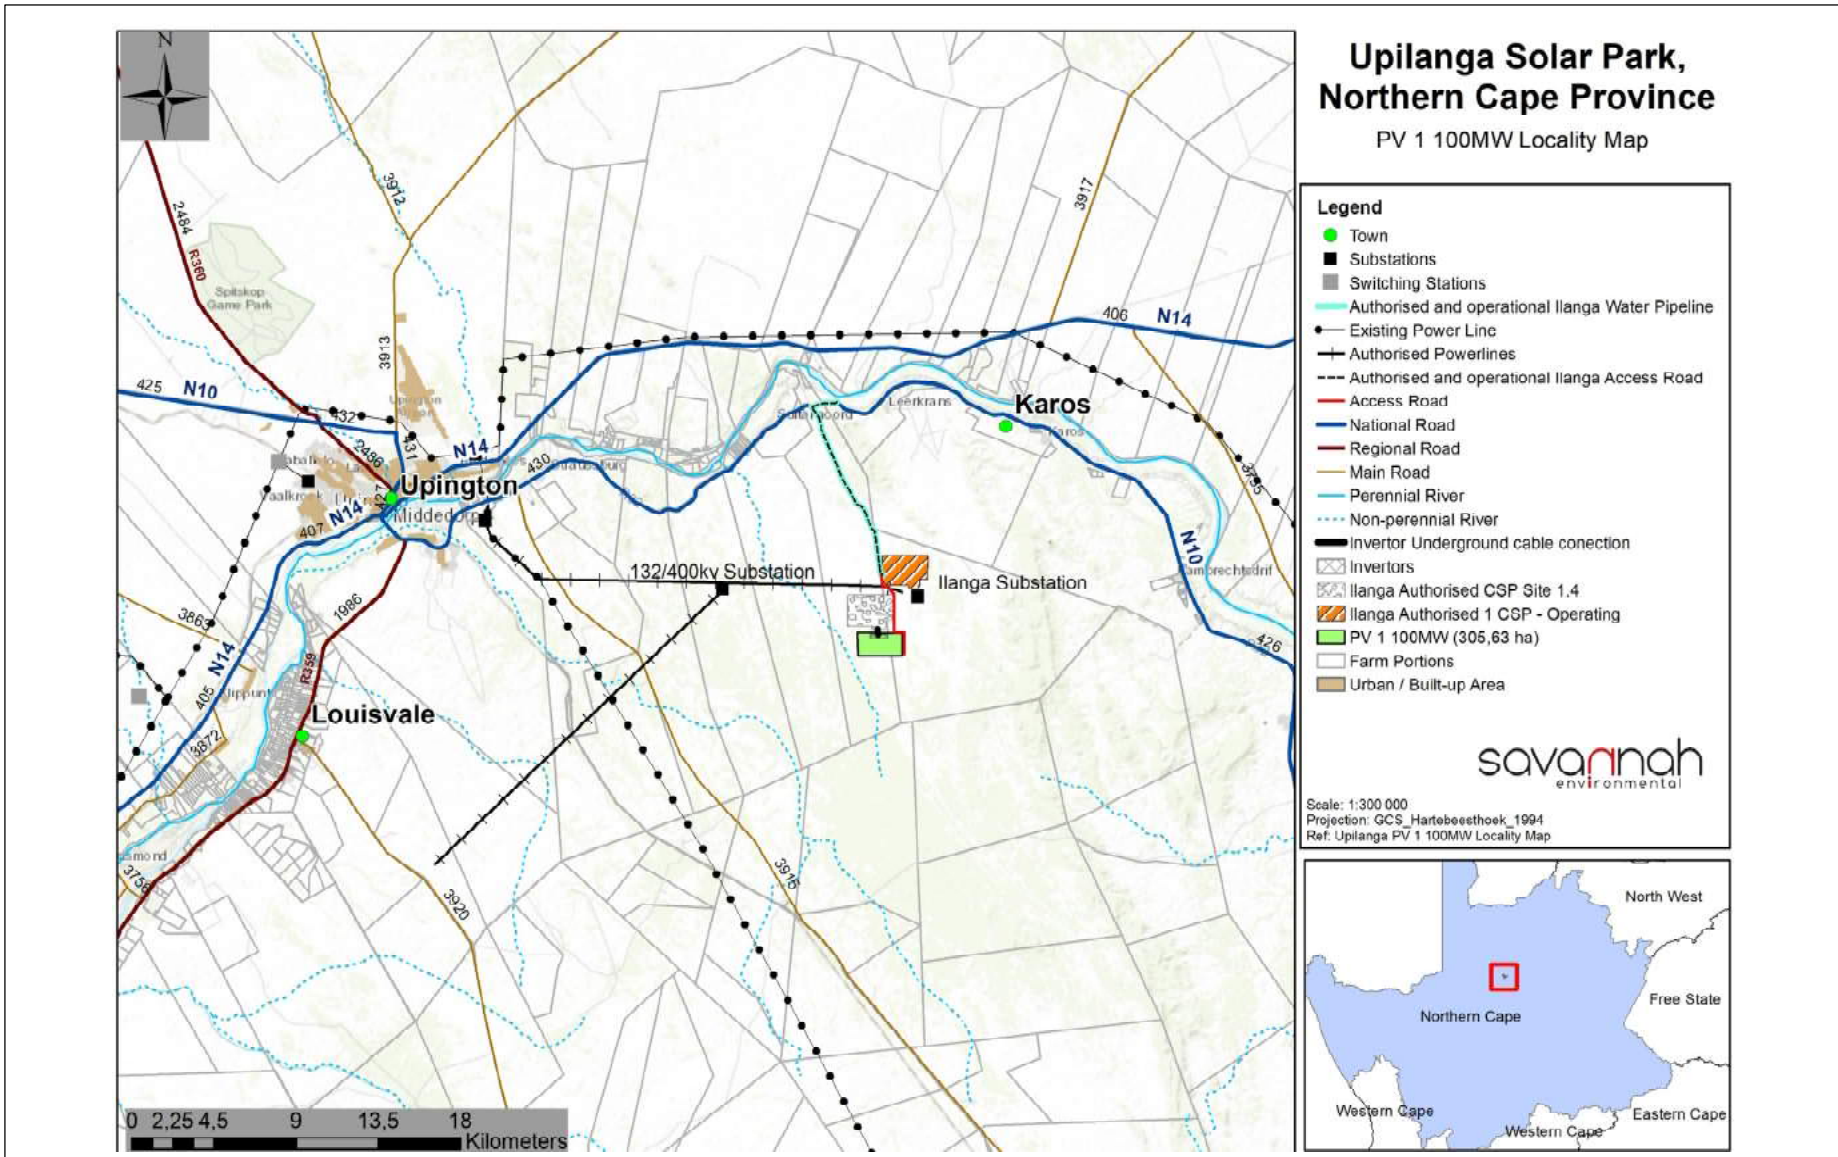 Upilanga Solar Park,
Northern Cape Province
PV 1 100MW Locality Map
Legend
Town
Substations
Switching Stations
Authorised and operational Ilanga Water Pipeline
Existing Power Line
Authorised Powerlines
Authorised and operational Ilanga Access Road
Access Road
National Road
Regional Road
Main Road
Perennial River
Non-perennial River
Invertor Underground cable conection
Invertors
Ilanga Authorised CSP Site 1.4
Ilanga Authorised 1 CSP - Operating
PV 1 100MW (305,63 ha)
Farm Portions
Urban / Built-up Area
savannah
environmental
Scale: 1:300 000
Projection: GCS_Hartebeesthoek_1994
Ref: Upilanga PV 1 100MW Locality Map
N
2484
R360
Spitskop
Game Park
3912
3917
3913
406
N14
425
N10
432
431
2486
N14
430
Leerkrans
Karos
Karos
Upington
N14
407
3735
N10
426
132/400kv Substation
Ilanga Substation
1986
3863
N14
405
R359
3872
Louisvale
3758
3920
3915
0 2,25 4,5 9 13,5 18
Kilometers
North West
Free State
Northern Cape
Western Cape
Western Cape
Eastern Cape